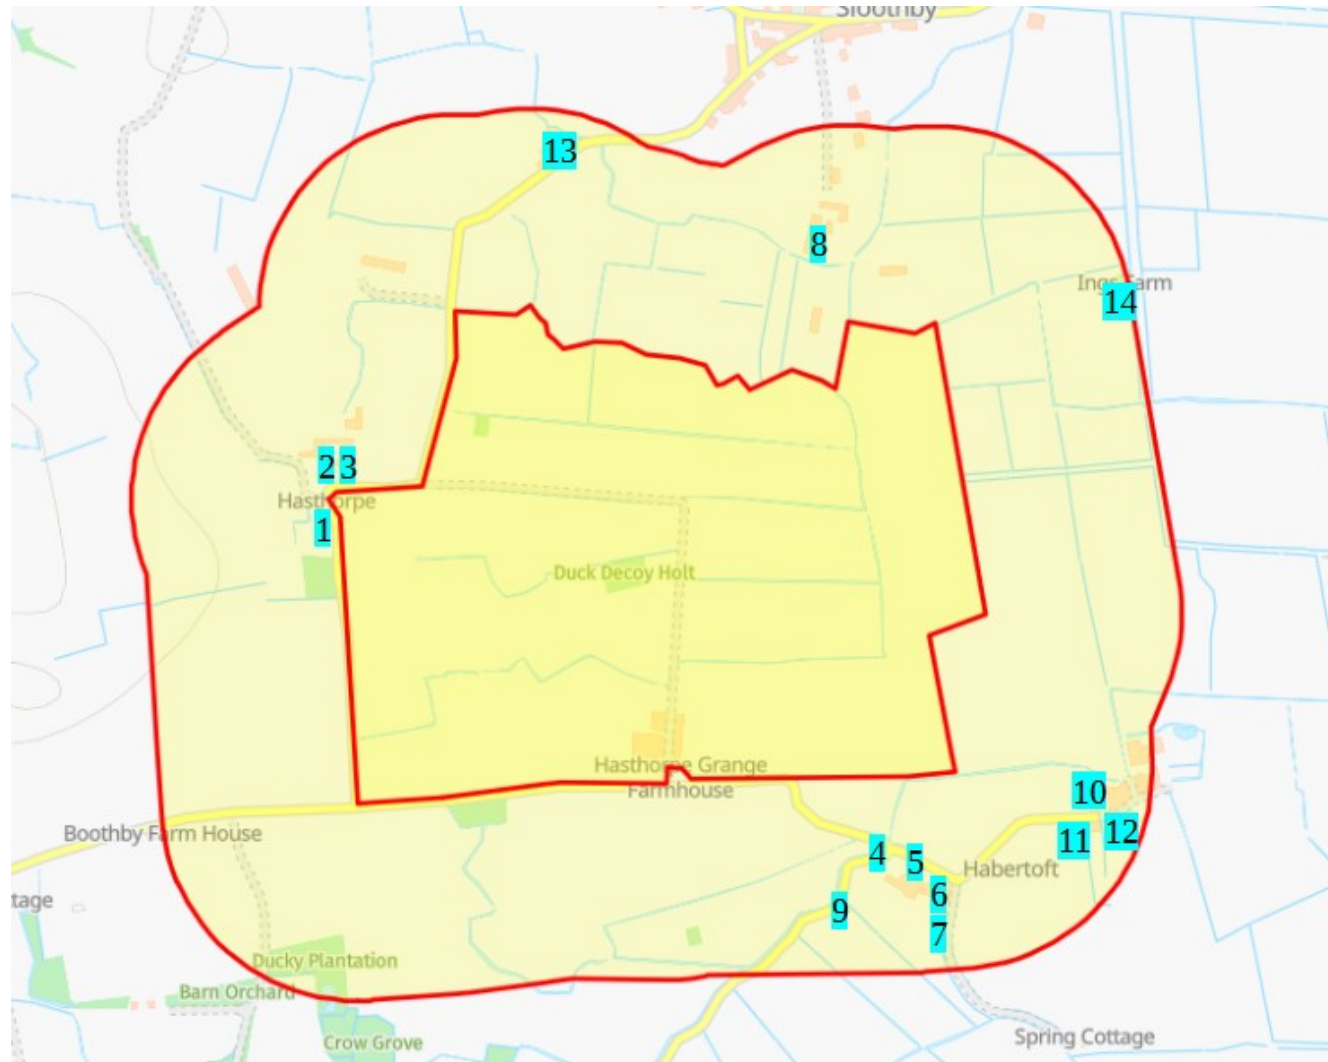 Sloothby
13
8
Ings Farm
14
2 3
Hasthorpe
1
Duck Decoy Holt
Hasthorpe Grange
Farmhouse
10
Boothby Farm House
11
12
4
5
Habertoft
6
tage
9
7
Ducky Plantation
Barn Orchard
Spring Cottage
Crow Grove